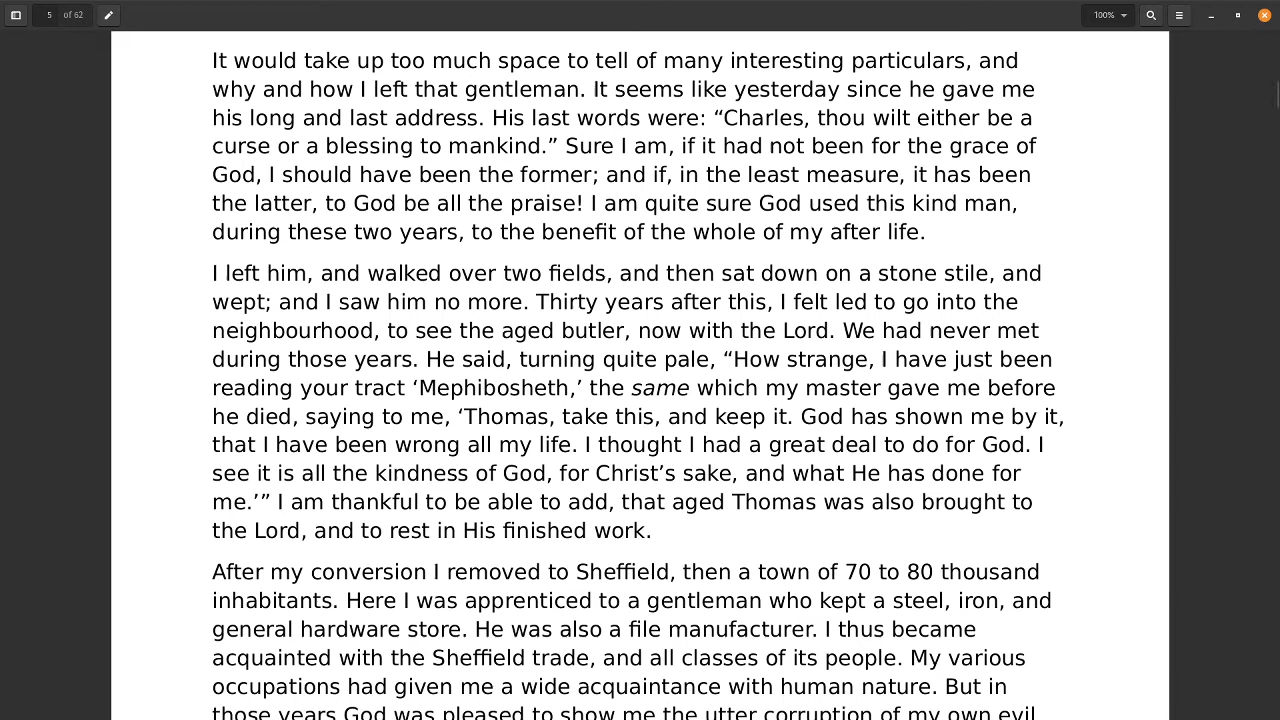 5 of 62
100%
It would take up too much space to tell of many interesting particulars, and
why and how I left that gentleman. It seems like yesterday since he gave me
his long and last address. His last words were: “Charles, thou wilt either be a
curse or a blessing to mankind.” Sure I am, if it had not been for the grace of
God, I should have been the former; and if, in the least measure, it has been
the latter, to God be all the praise! I am quite sure God used this kind man,
during these two years, to the benefit of the whole of my after life.
I left him, and walked over two fields, and then sat down on a stone stile, and
wept; and I saw him no more. Thirty years after this, I felt led to go into the
neighbourhood, to see the aged butler, now with the Lord. We had never met
during those years. He said, turning quite pale, “How strange, I have just been
reading your tract ‘Mephibosheth,’ the same which my master gave me before
he died, saying to me, ‘Thomas, take this, and keep it. God has shown me by it,
that I have been wrong all my life. I thought I had a great deal to do for God. I
see it is all the kindness of God, for Christ’s sake, and what He has done for
me.’” I am thankful to be able to add, that aged Thomas was also brought to
the Lord, and to rest in His finished work.
After my conversion I removed to Sheffield, then a town of 70 to 80 thousand
inhabitants. Here I was apprenticed to a gentleman who kept a steel, iron, and
general hardware store. He was also a file manufacturer. I thus became
acquainted with the Sheffield trade, and all classes of its people. My various
occupations had given me a wide acquaintance with human nature. But in
those years God was pleased to show me the utter corruption of my own evil